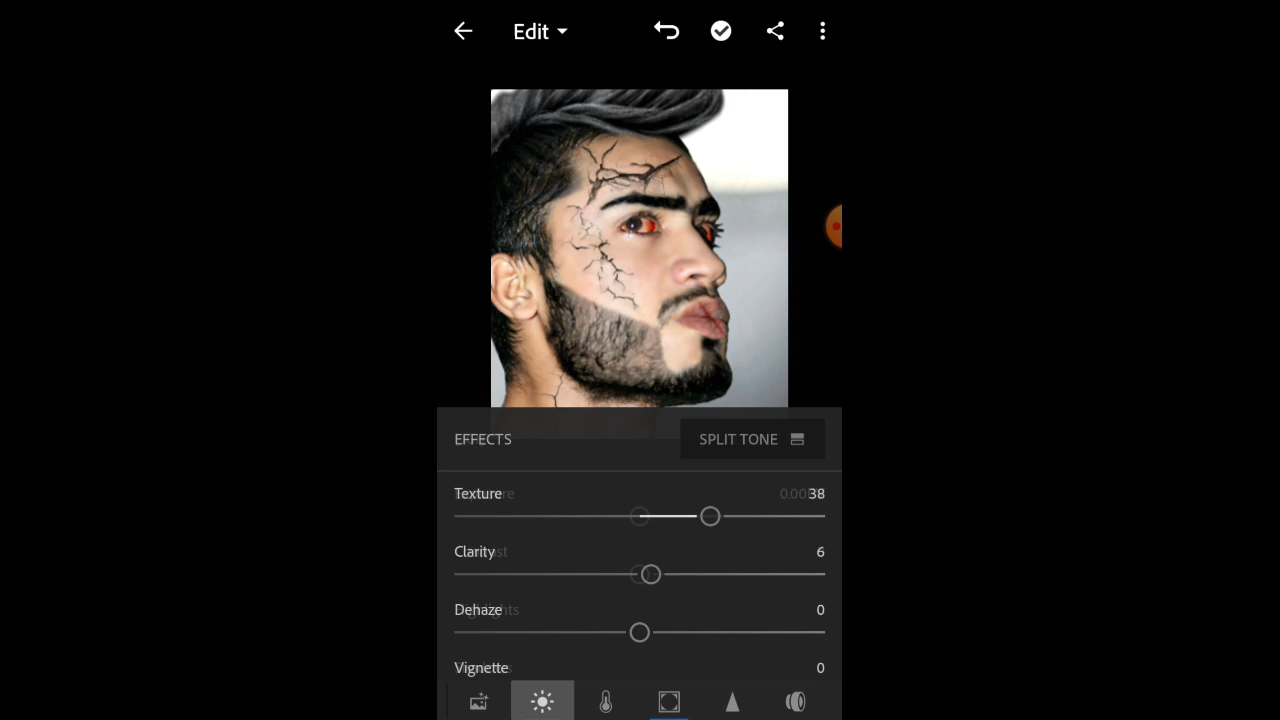 Edit
EFFECTS
SPLIT TONE
Texture 38
Clarity 6
Dehaze 0
Vignette 0